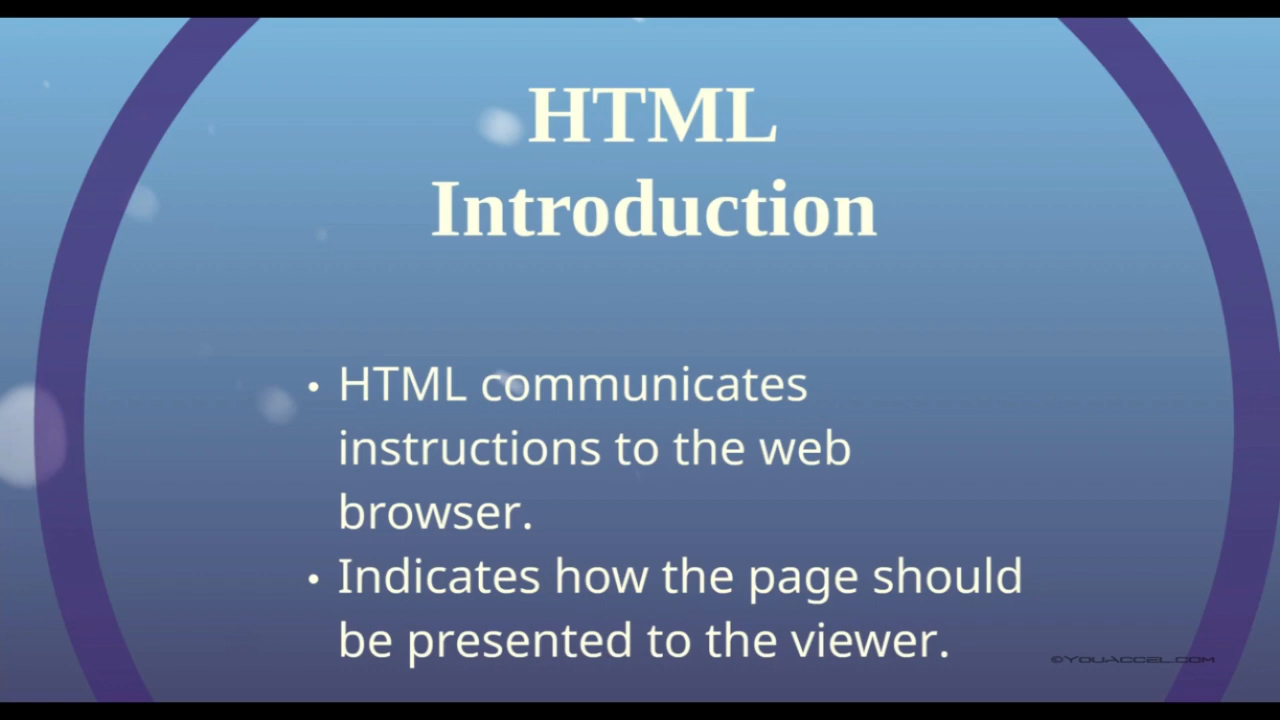 HTML
Introduction
• HTML communicates
instructions to the web
browser.
• Indicates how the page should
be presented to the viewer.
©YOUACCEL.COM